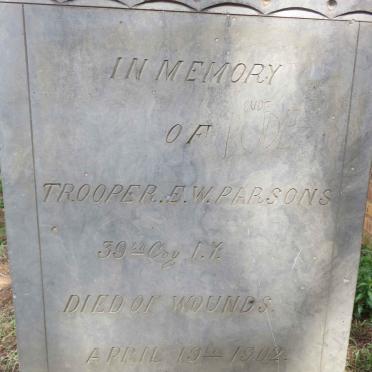 IN MEMORY
OF
TROOPER. E. W. PARSONS
39th Coy I.Y.
DIED OF WOUNDS.
APRIL 19th 1902.